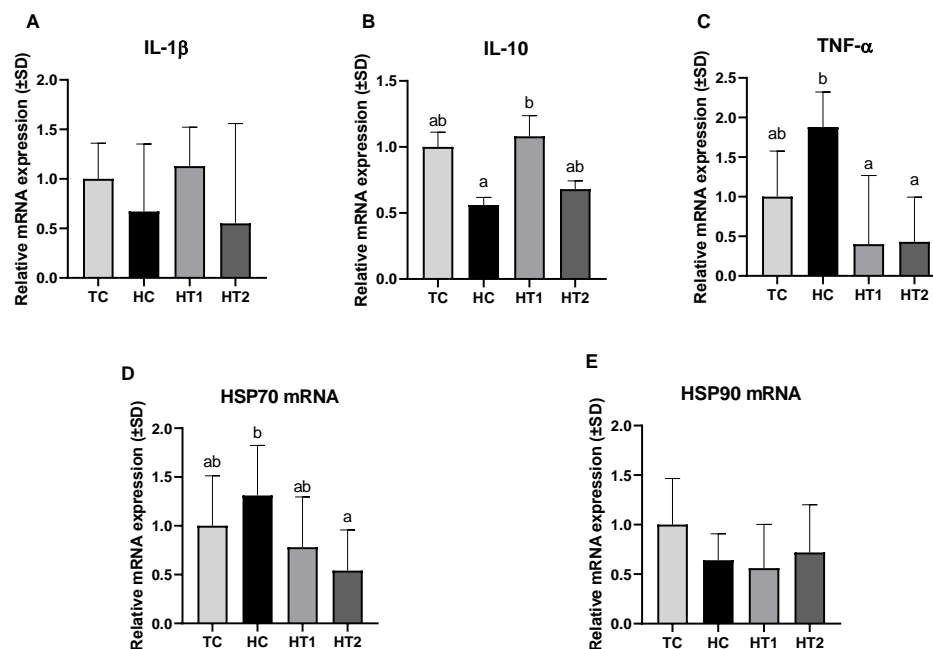 A
IL-1β
Relative mRNA expression (±SD)
2.0
1.5
1.0
0.5
0.0
TC HC HT1 HT2
B
IL-10
Relative mRNA expression (±SD)
1.5
1.0
0.5
0.0
ab a b ab
TC HC HT1 HT2
C
TNF-α
Relative mRNA expression (±SD)
2.5
2.0
1.5
1.0
0.5
0.0
ab b a a
TC HC HT1 HT2
D
HSP70 mRNA
Relative mRNA expression (±SD)
2.0
1.5
1.0
0.5
0.0
ab b ab a
TC HC HT1 HT2
E
HSP90 mRNA
Relative mRNA expression (±SD)
2.0
1.5
1.0
0.5
0.0
TC HC HT1 HT2